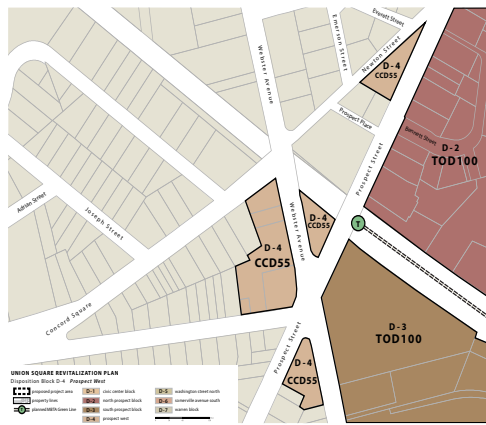 Everett Street
Emerton Street
Newton Street
Webster Avenue
D-4
CCD55
Prospect Place
Bennett Street
D-2
TOD100
Prospect Street
Adrian Street
Joseph Street
D-4
CCD55
Webster Avenue
T
D-4
CCD55
Concord Square
D-3
TOD100
Prospect Street
D-4
CCD55
UNION SQUARE REVITALIZATION PLAN
Disposition Block D-4 Prospect West
proposed project area
property lines
T planned MBTA Green Line
D-1 civic center block
D-2 north prospect block
D-3 south prospect block
D-4 prospect west
D-5 washington street north
D-6 somerville avenue south
D-7 warren block